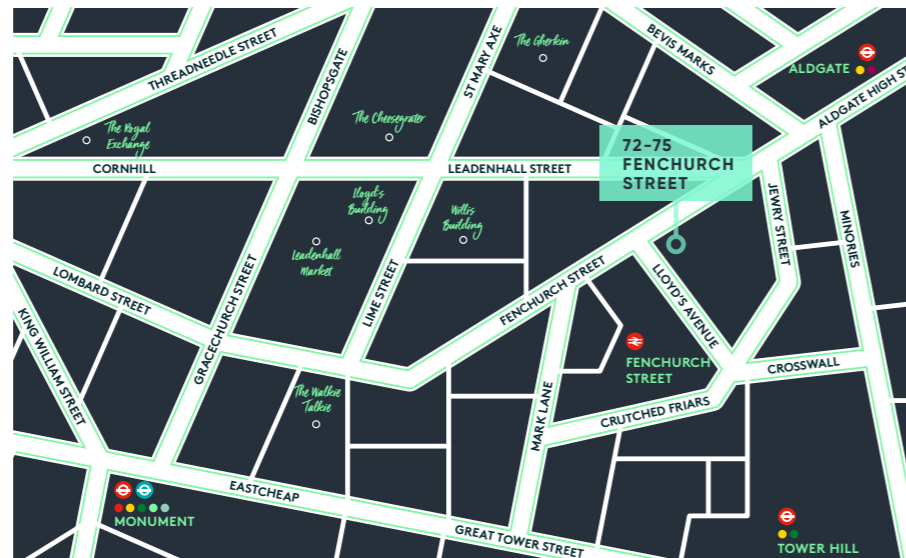 THREADNEEDLE STREET
BISHOPSGATE
ST MARY AXE
The Gherkin
BEVIS MARKS
ALDGATE
ALDGATE HIGH S
The Royal
Exchange
The Cheesegrater
72-75
FENCHURCH
STREET
CORNHILL
LEADENHALL STREET
Lloyd's
Building
Willis
Building
Leadenhall
Market
JEWRY STREET
MINORIES
LOMBARD STREET
LIME STREET
FENCHURCH STREET
LLOYD'S AVENUE
KING WILLIAM STREET
GRACECHURCH STREET
FENCHURCH
STREET
CROSSWALL
The Walkie
Talkie
MARK LANE
CRUTCHED FRIARS
EASTCHEAP
MONUMENT
GREAT TOWER STREET
TOWER HILL